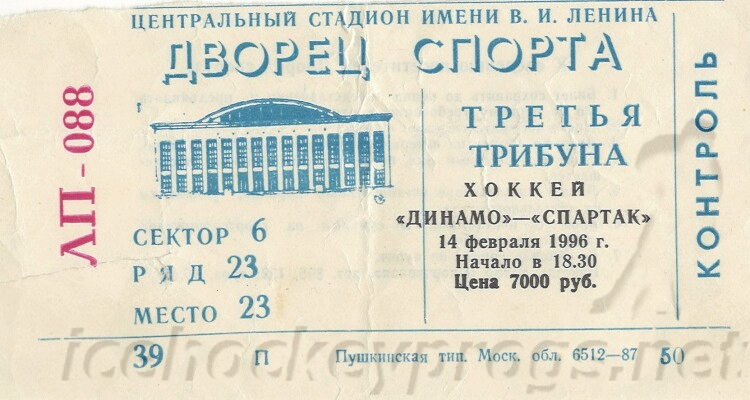 ЦЕНТРАЛЬНЫЙ СТАДИОН ИМЕНИ В. И. ЛЕНИНА
ДВОРЕЦ СПОРТА
ЛП - 088
ТРЕТЬЯ
ТРИБУНА
ХОККЕЙ
«ДИНАМО»—«СПАРТАК»
14 февраля 1996 г.
Начало в 18.30
Цена 7000 руб.
СЕКТОР 6
РЯД 23
МЕСТО 23
КОНТРОЛЬ
39 П Пушкинская тип. Моск. обл. 6512—87 50
icehockeyprogs.net